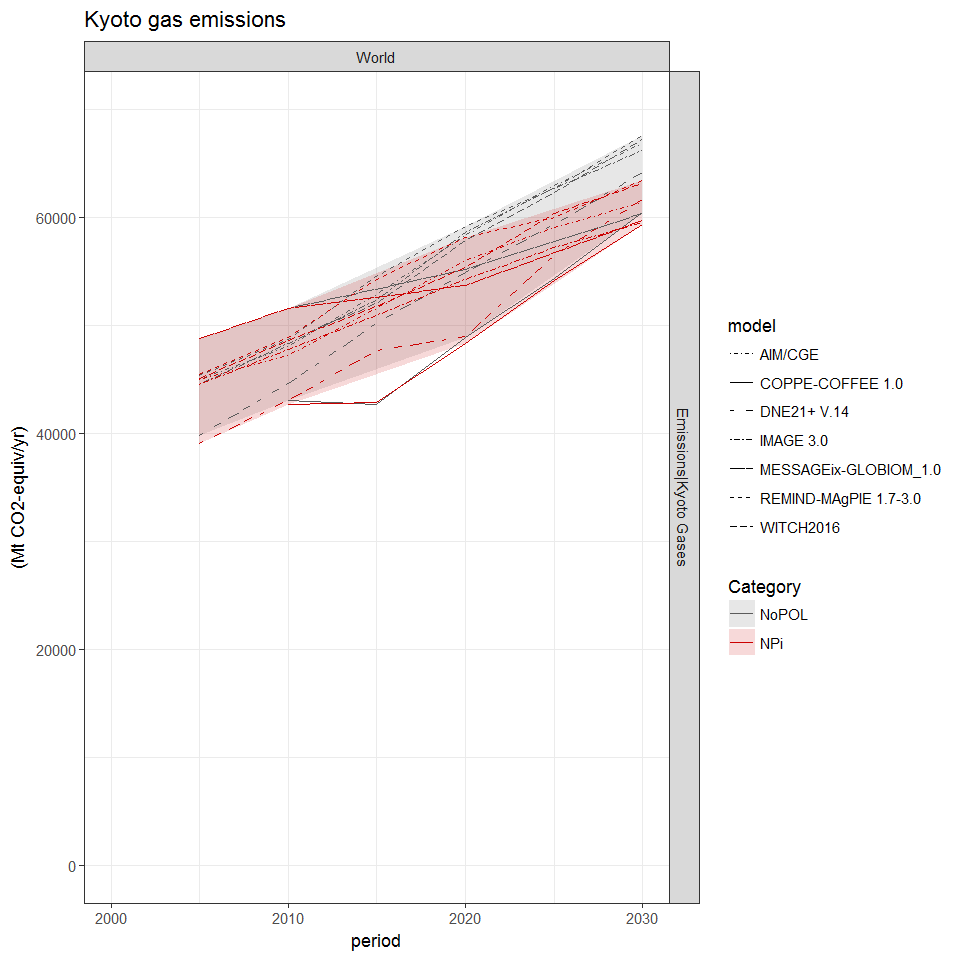 Kyoto gas emissions
World
60000
40000
20000
0
(Mt CO2-equiv/yr)
2000
2010
2020
2030
period
Emissions|Kyoto Gases
model
AIM/CGE
COPPE-COFFEE 1.0
DNE21+ V.14
IMAGE 3.0
MESSAGEix-GLOBIOM_1.0
REMIND-MAgPIE 1.7-3.0
WITCH2016
Category
NoPOL
NPi